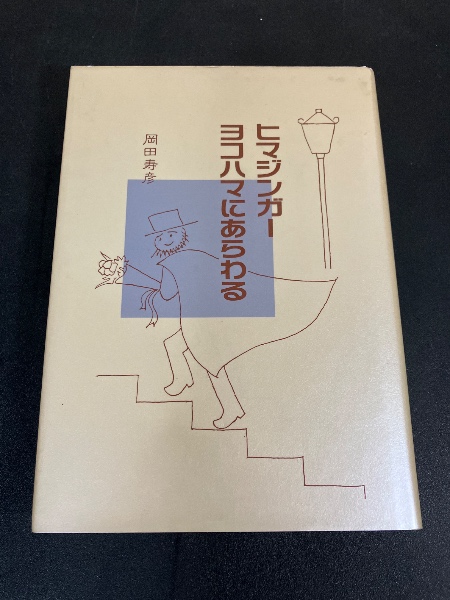 ヒマジンガー
ヨコハマにあらわる
岡田寿彦